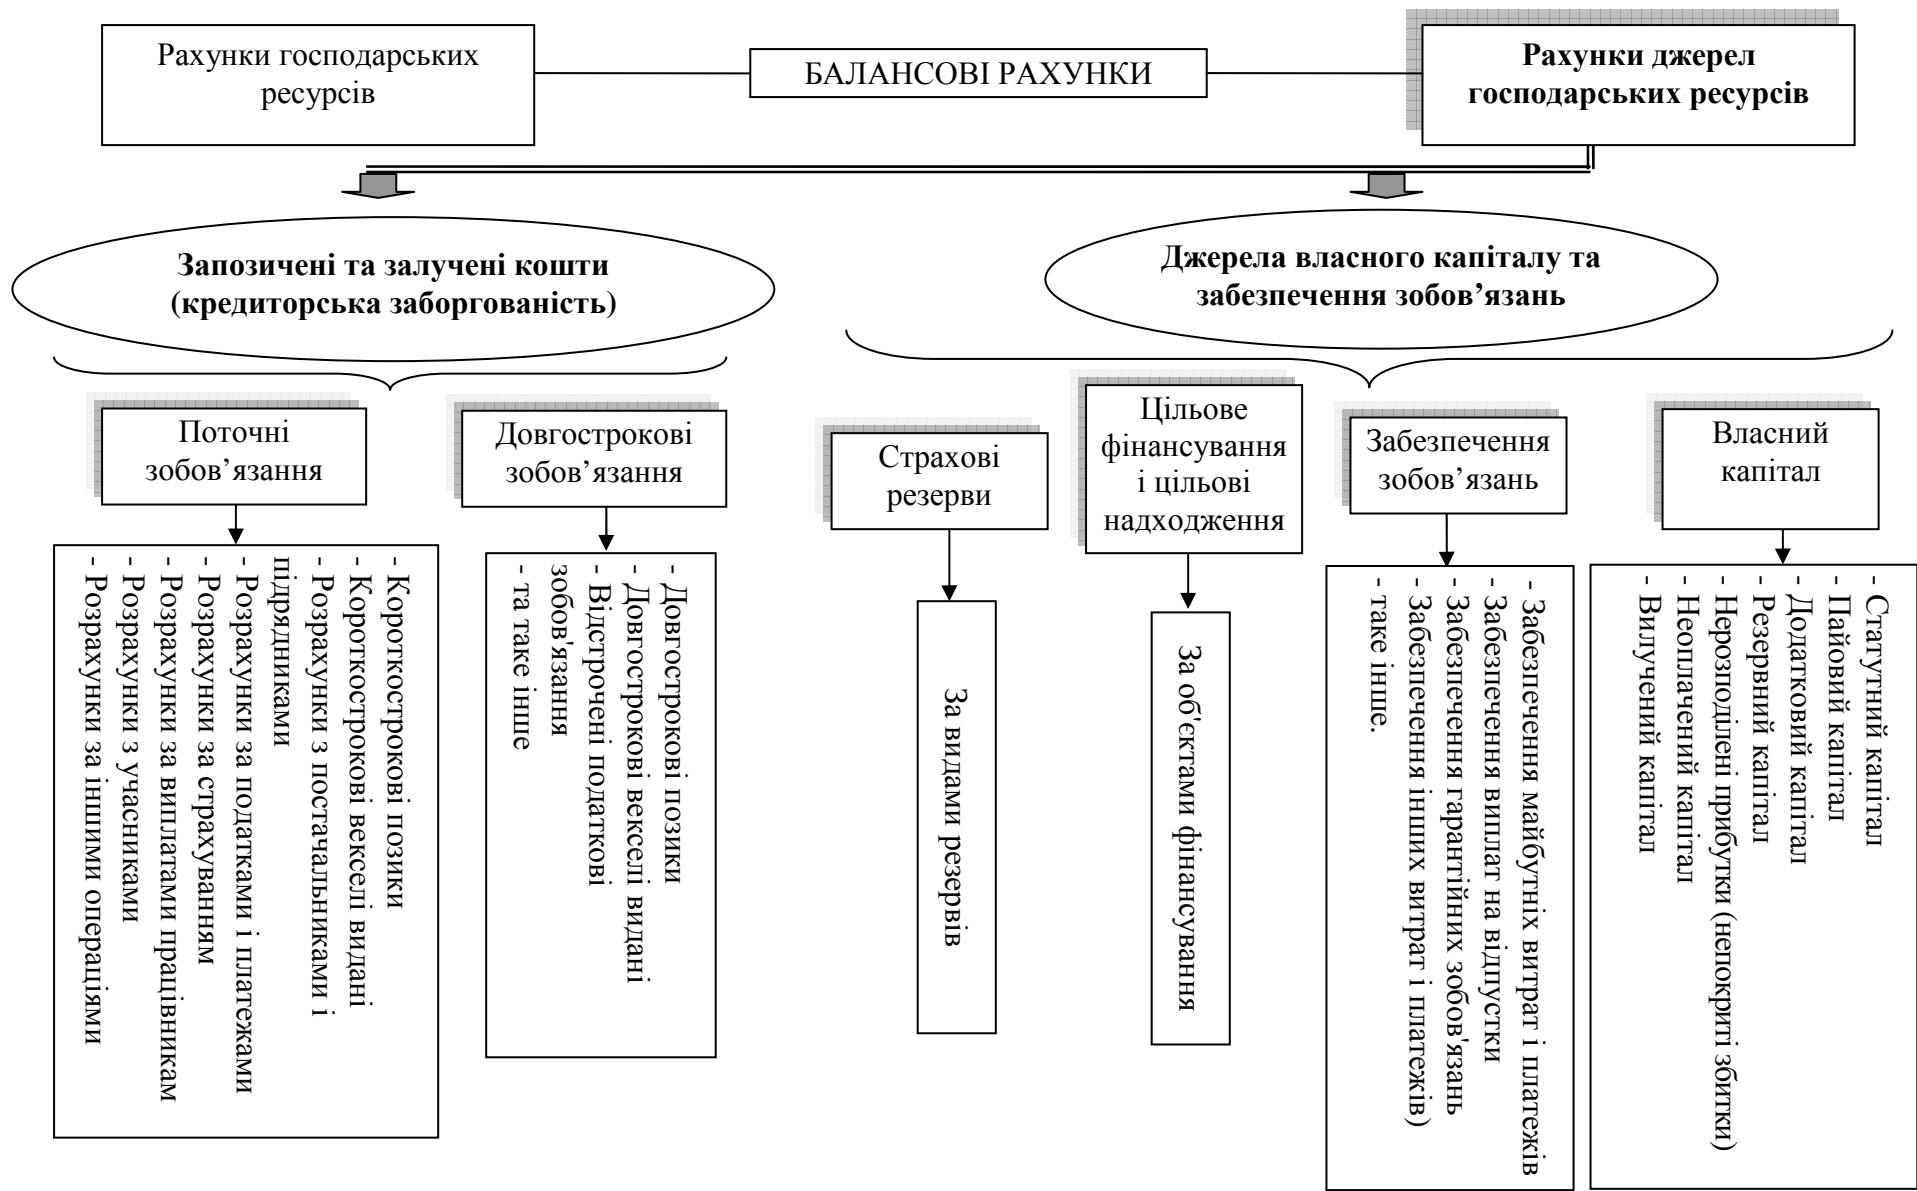 Рахунки господарських
ресурсів
БАЛАНСОВІ РАХУНКИ
Рахунки джерел
господарських ресурсів
Запозичені та залучені кошти
(кредиторська заборгованість)
Джерела власного капіталу та
забезпечення зобов’язань
Поточні
зобов’язання
Довгострокові
зобов’язання
Страхові
резерви
Цільове
фінансування
і цільові
надходження
Забезпечення
зобов’язань
Власний
капітал
- Короткострокові позики
- Короткострокові векселі видані
- Розрахунки з постачальниками і
підрядниками
- Розрахунки за податками і платежами
- Розрахунки за страхуванням
- Розрахунки за виплатами працівникам
- Розрахунки з учасниками
- Розрахунки за іншими операціями
- Довгострокові позики
- Довгострокові векселі видані
- Відстрочені податкові
зобов'язання
- та таке інше
За видами резервів
За об'єктами фінансування
- Забезпечення майбутніх витрат і платежів
- Забезпечення виплат на відпустки
- Забезпечення гарантійних зобов'язань
- Забезпечення інших витрат і платежів)
- таке інше.
- Статутний капітал
- Пайовий капітал
- Додатковий капітал
- Резервний капітал
- Нерозподілені прибутки (непокриті збитки)
- Неоплачений капітал
- Вилучений капітал